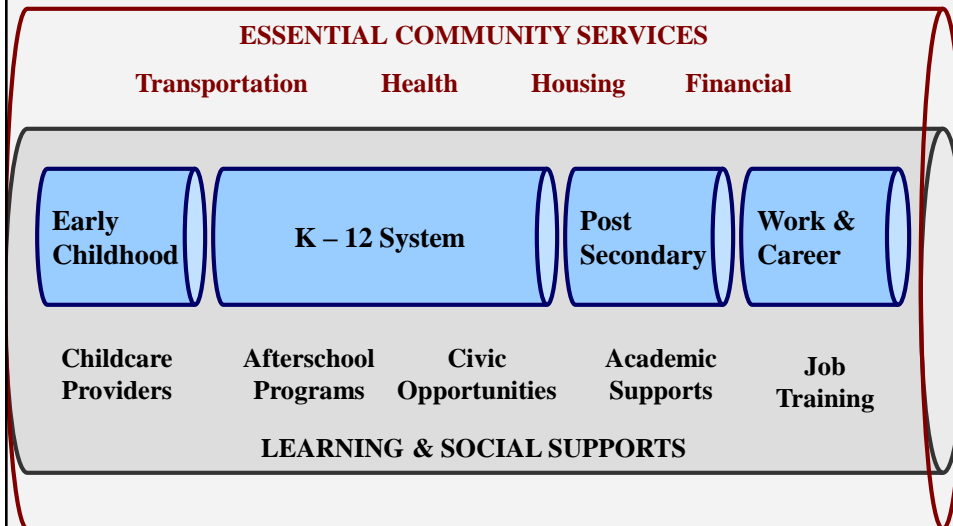 ESSENTIAL COMMUNITY SERVICES
Transportation Health Housing Financial
Early
Childhood
K – 12 System
Post
Secondary
Work &
Career
Childcare
Providers
Afterschool
Programs
Civic
Opportunities
Academic
Supports
Job
Training
LEARNING & SOCIAL SUPPORTS